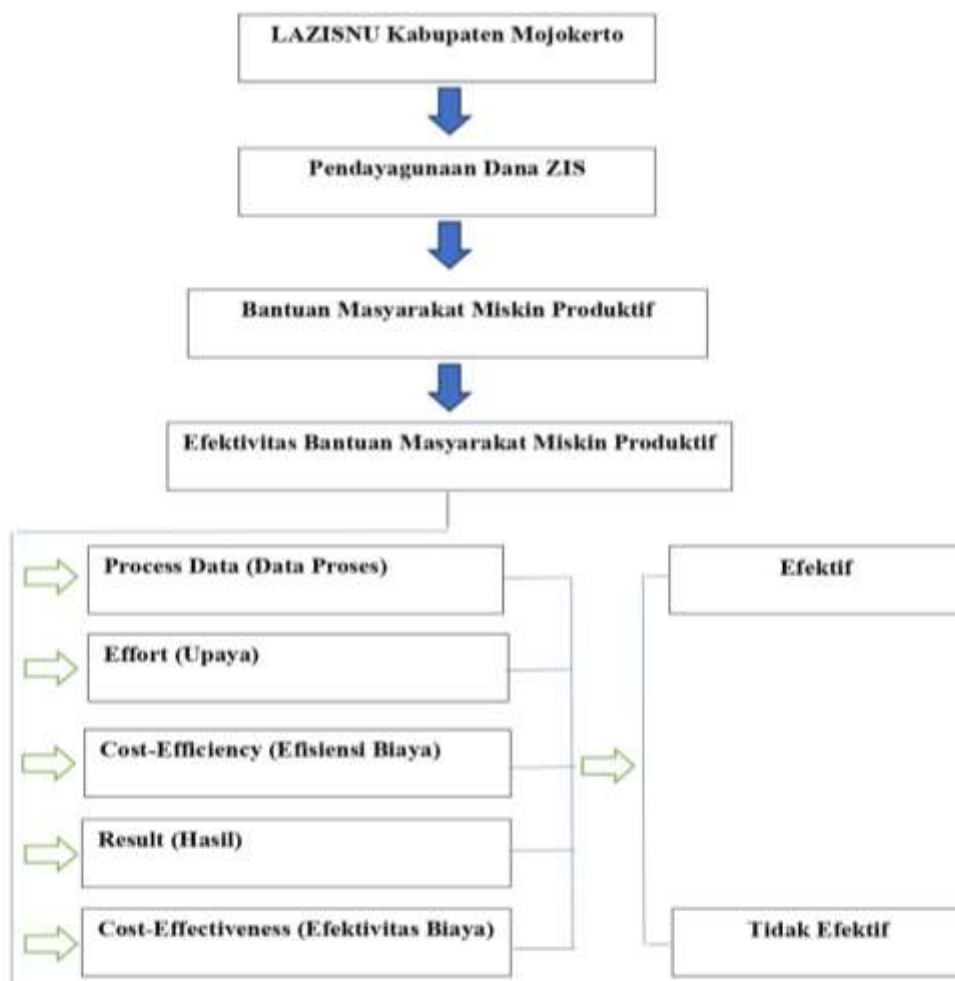 LAZISNU Kabupaten Mojokerto
Pendayagunaan Dana ZIS
Bantuan Masyarakat Miskin Produktif
Efektivitas Bantuan Masyarakat Miskin Produktif
Process Data (Data Proses)
Effort (Upaya)
Cost-Efficiency (Efisiensi Biaya)
Result (Hasil)
Cost-Effectiveness (Efektivitas Biaya)
Efektif
Tidak Efektif